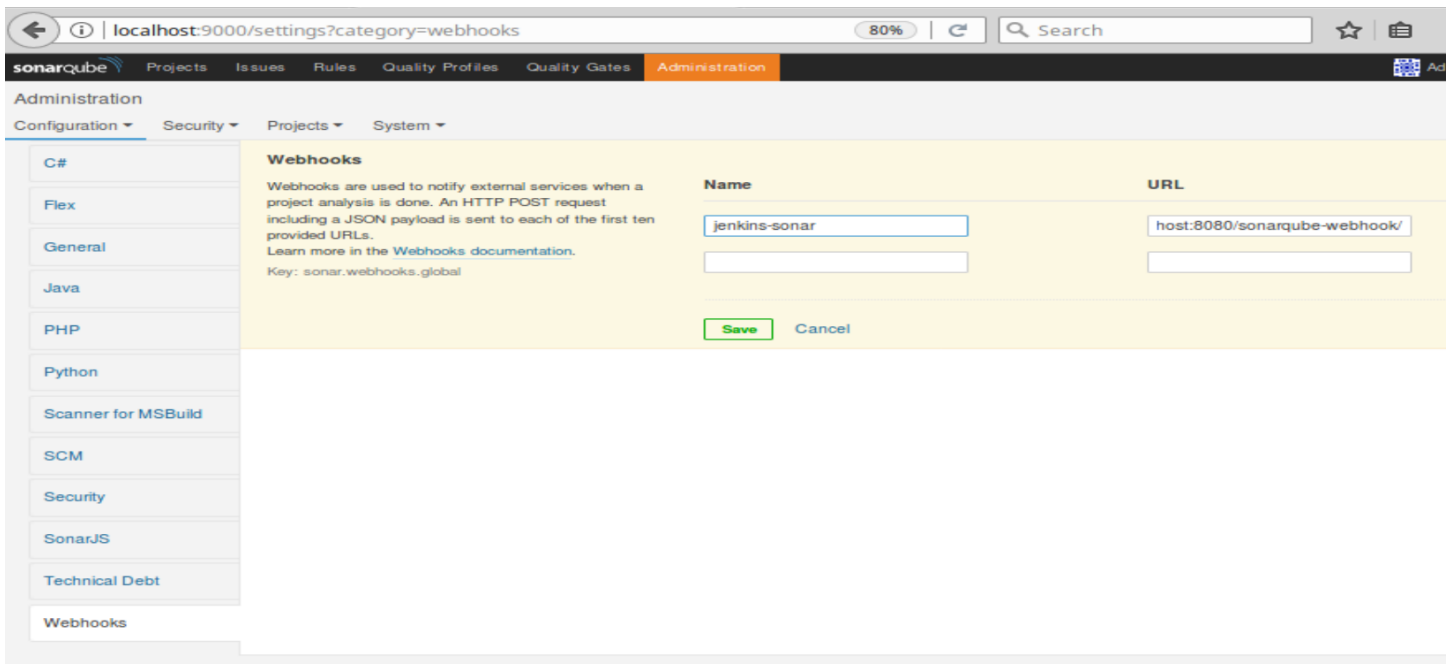 localhost:9000/settings?category=webhooks 80% Search
sonarqube Projects Issues Rules Quality Profiles Quality Gates Administration Ad
Administration
Configuration Security Projects System
C#
Flex
General
Java
PHP
Python
Scanner for MSBuild
SCM
Security
SonarJS
Technical Debt
Webhooks
Webhooks
Webhooks are used to notify external services when a
project analysis is done. An HTTP POST request
including a JSON payload is sent to each of the first ten
provided URLs.
Learn more in the Webhooks documentation.
Key: sonar.webhooks.global
Name URL
jenkins-sonar host:8080/sonarqube-webhook/
Save Cancel